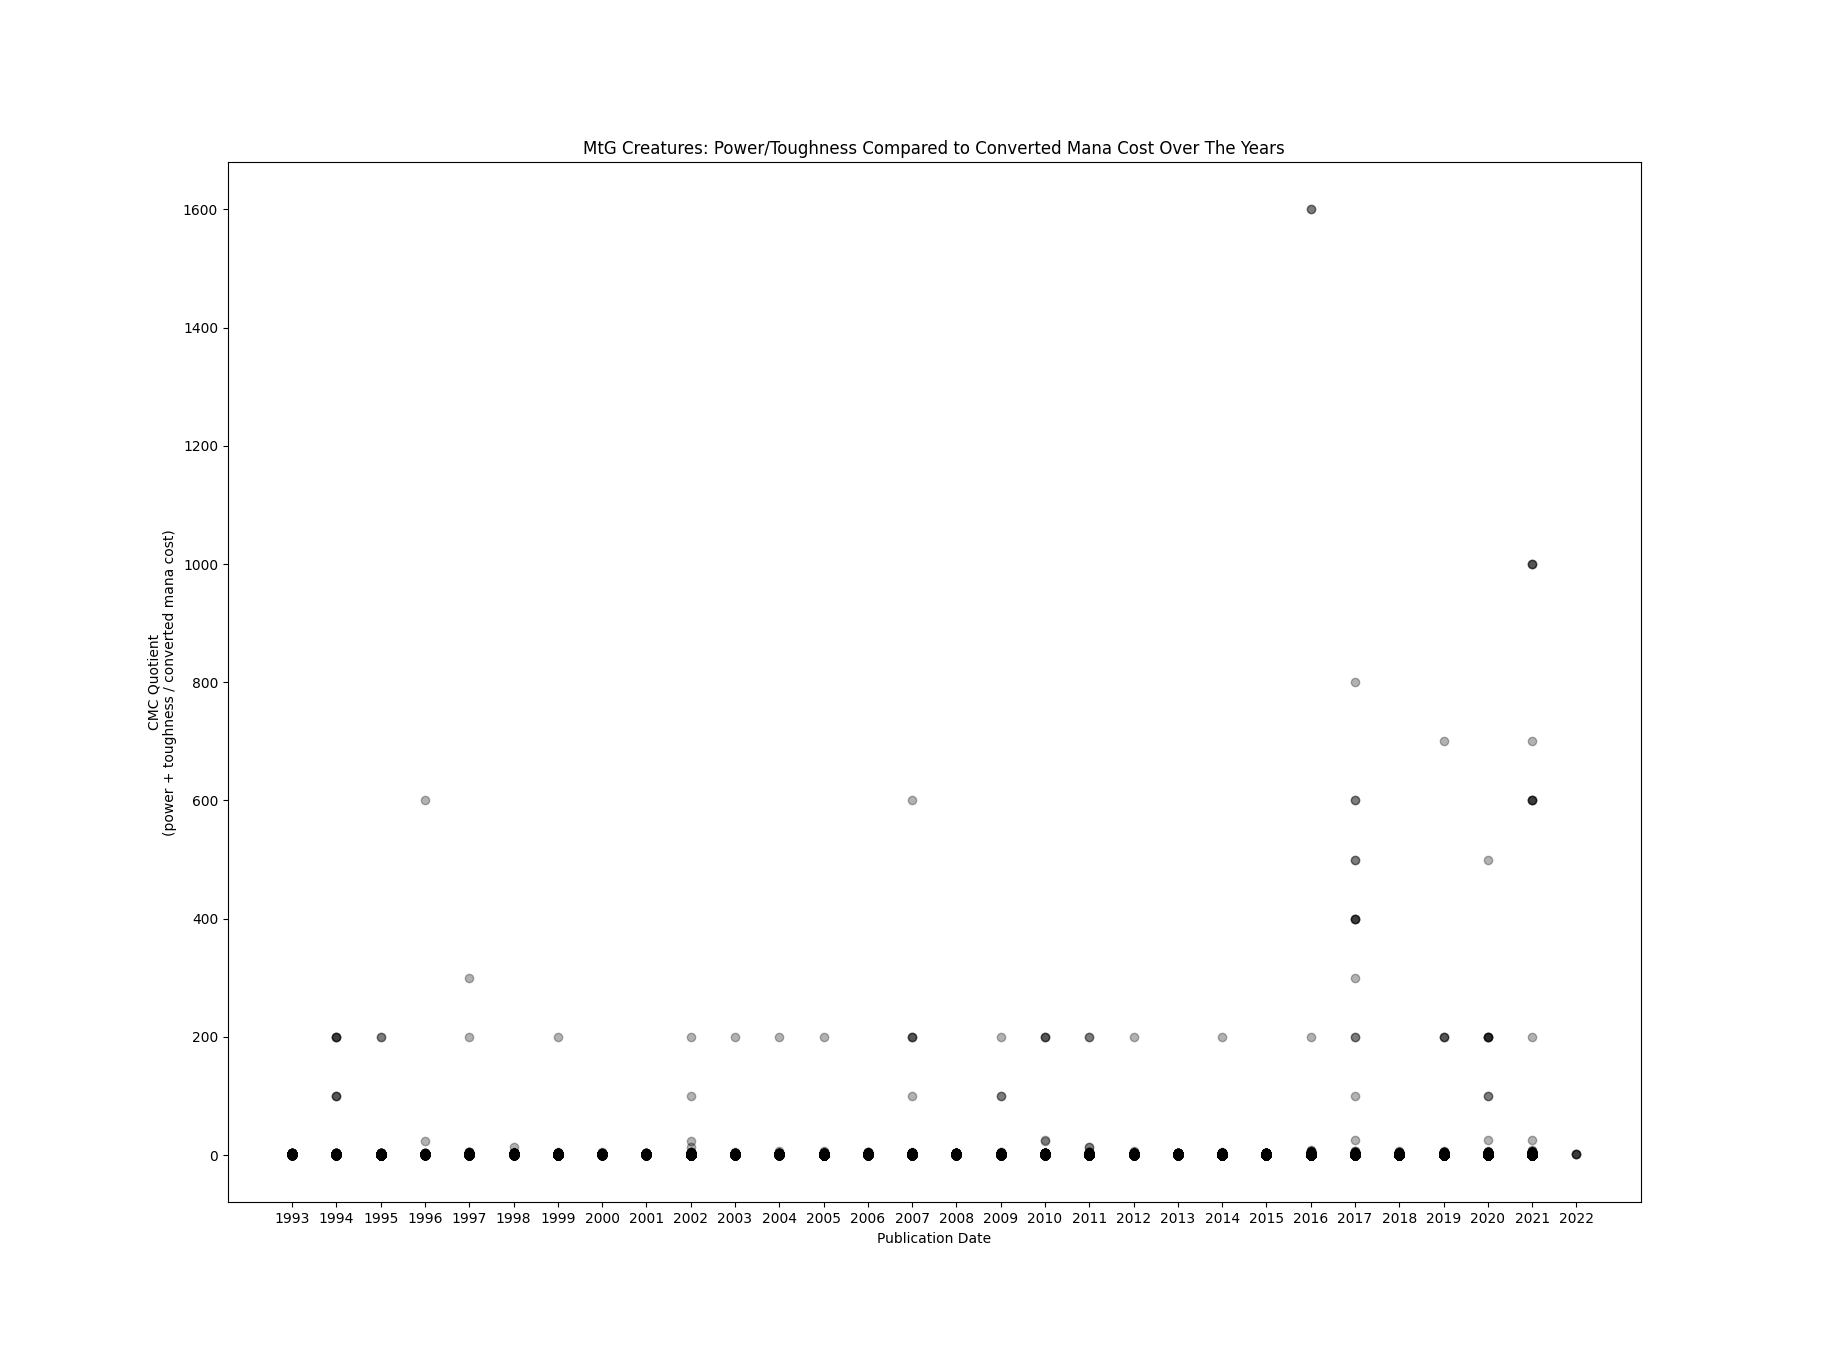 MtG Creatures: Power/Toughness Compared to Converted Mana Cost Over The Years
1600
1400
1200
1000
800
600
400
200
0
CMC Quotient
(power + toughness / converted mana cost)
1993 1994 1995 1996 1997 1998 1999 2000 2001 2002 2003 2004 2005 2006 2007 2008 2009 2010 2011 2012 2013 2014 2015 2016 2017 2018 2019 2020 2021 2022
Publication Date